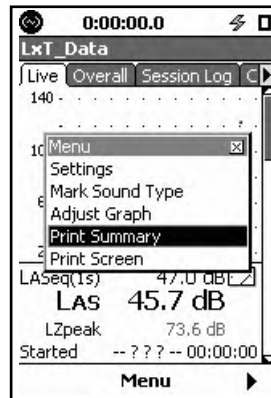 0:00:00.0
LxT_Data
Live Overall Session Log C
140 -
Menu
Settings
Mark Sound Type
Adjust Graph
Print Summary
Print Screen
LASeq(1s) 47.0 dB
LAS 45.7 dB
LZpeak 73.6 dB
Started -- ? ? ? -- 00:00:00
Menu